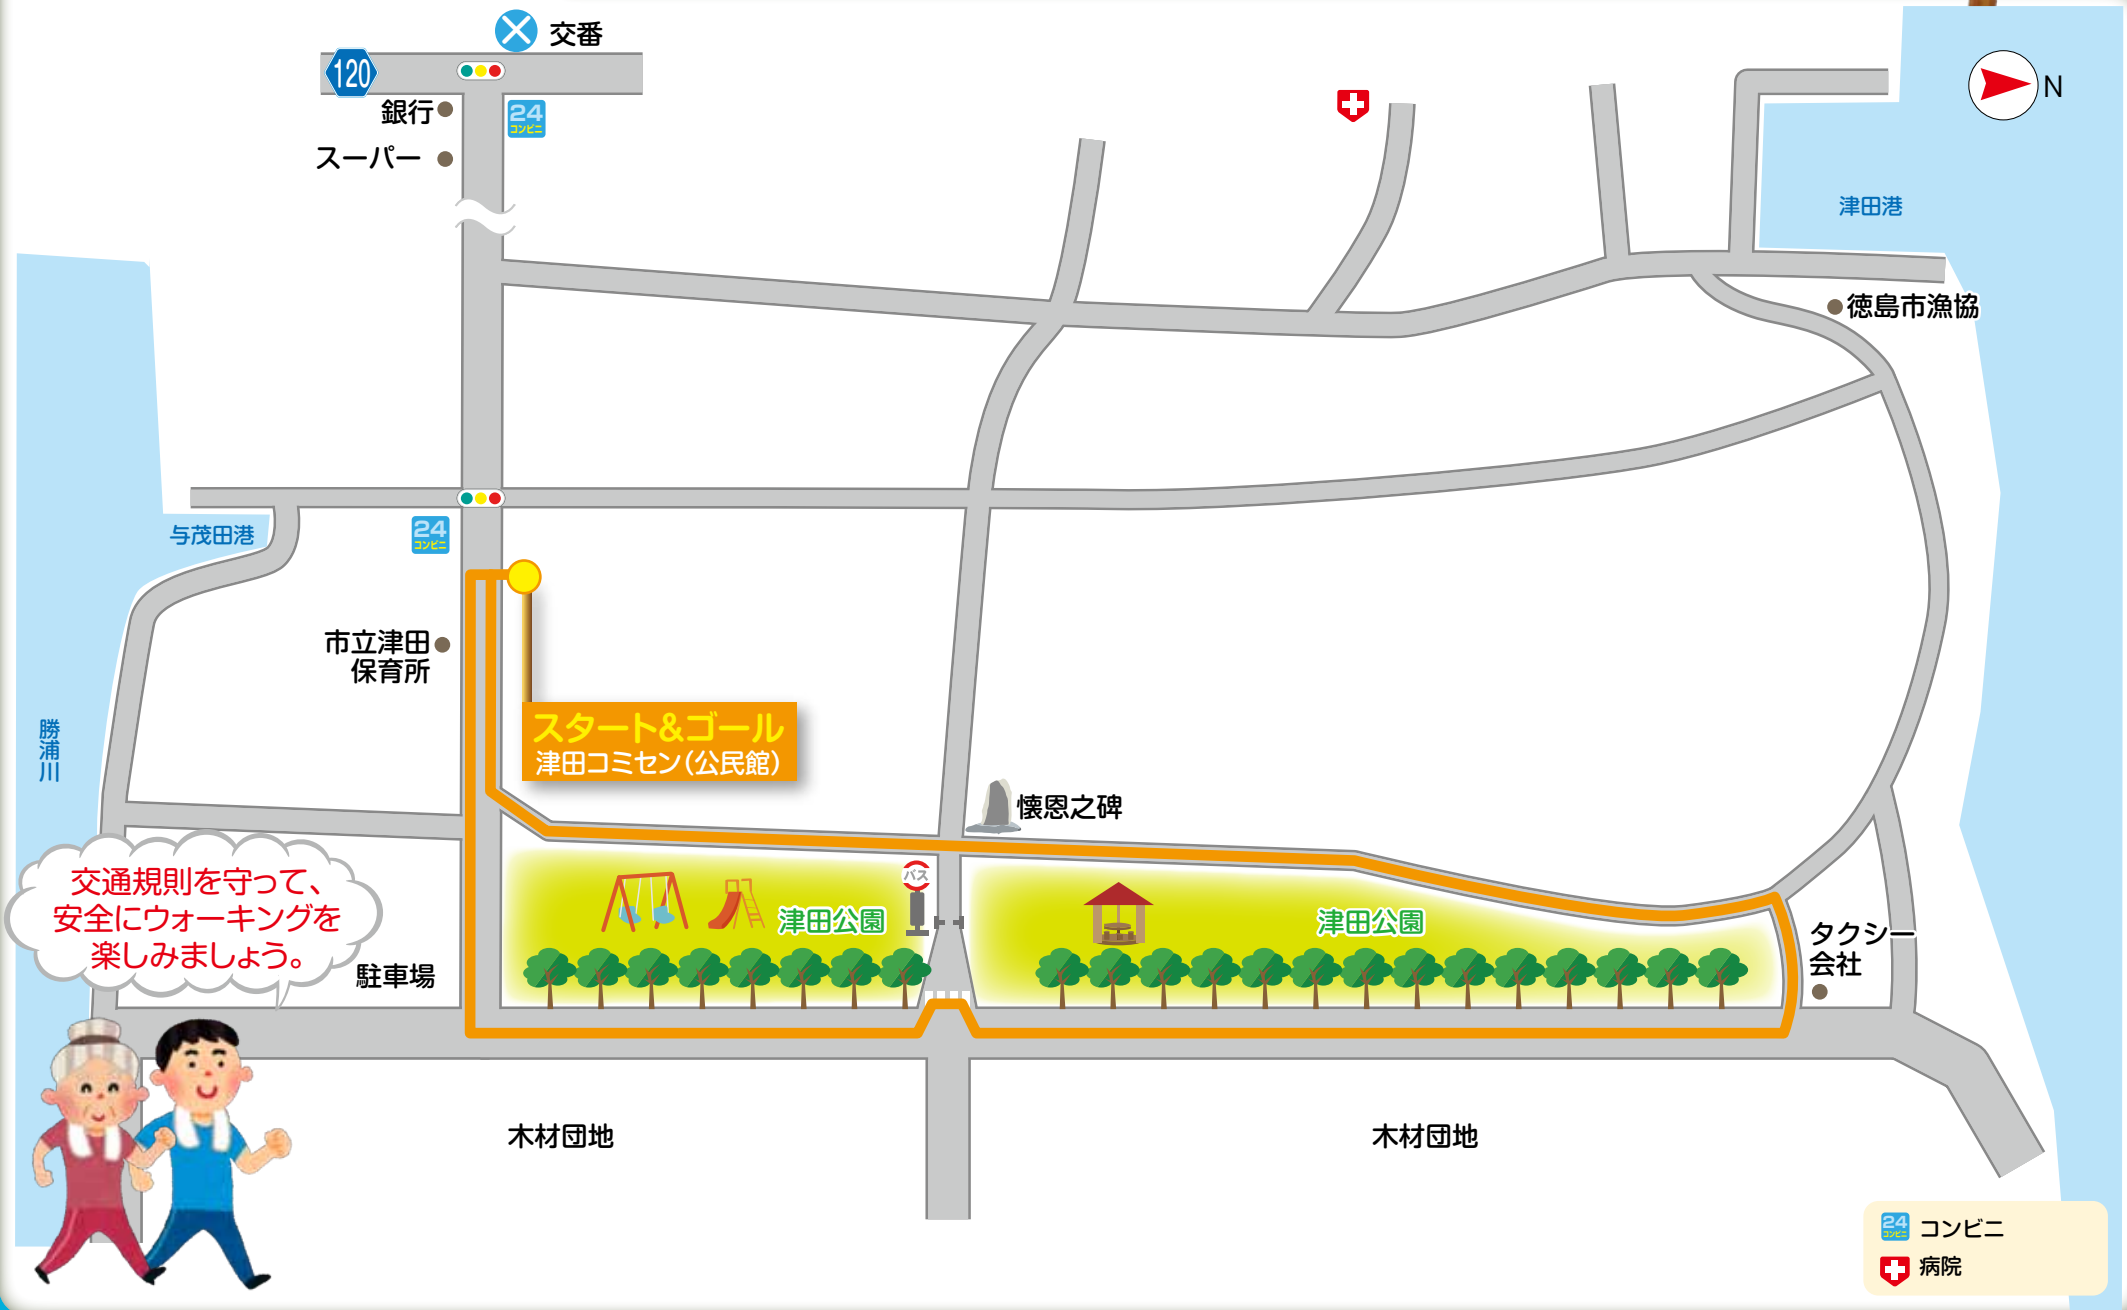 交番
120
銀行
24
コンビニ
スーパー
N
津田港
徳島市漁協
与茂田港
24
コンビニ
市立津田
保育所
勝浦川
スタート&ゴール
津田コミセン(公民館)
懐恩之碑
交通規則を守って、
安全にウォーキングを
楽しみましょう。
駐車場
バス
津田公園
津田公園
タクシー
会社
木材団地
木材団地
24
コンビニ
コンビニ
病院